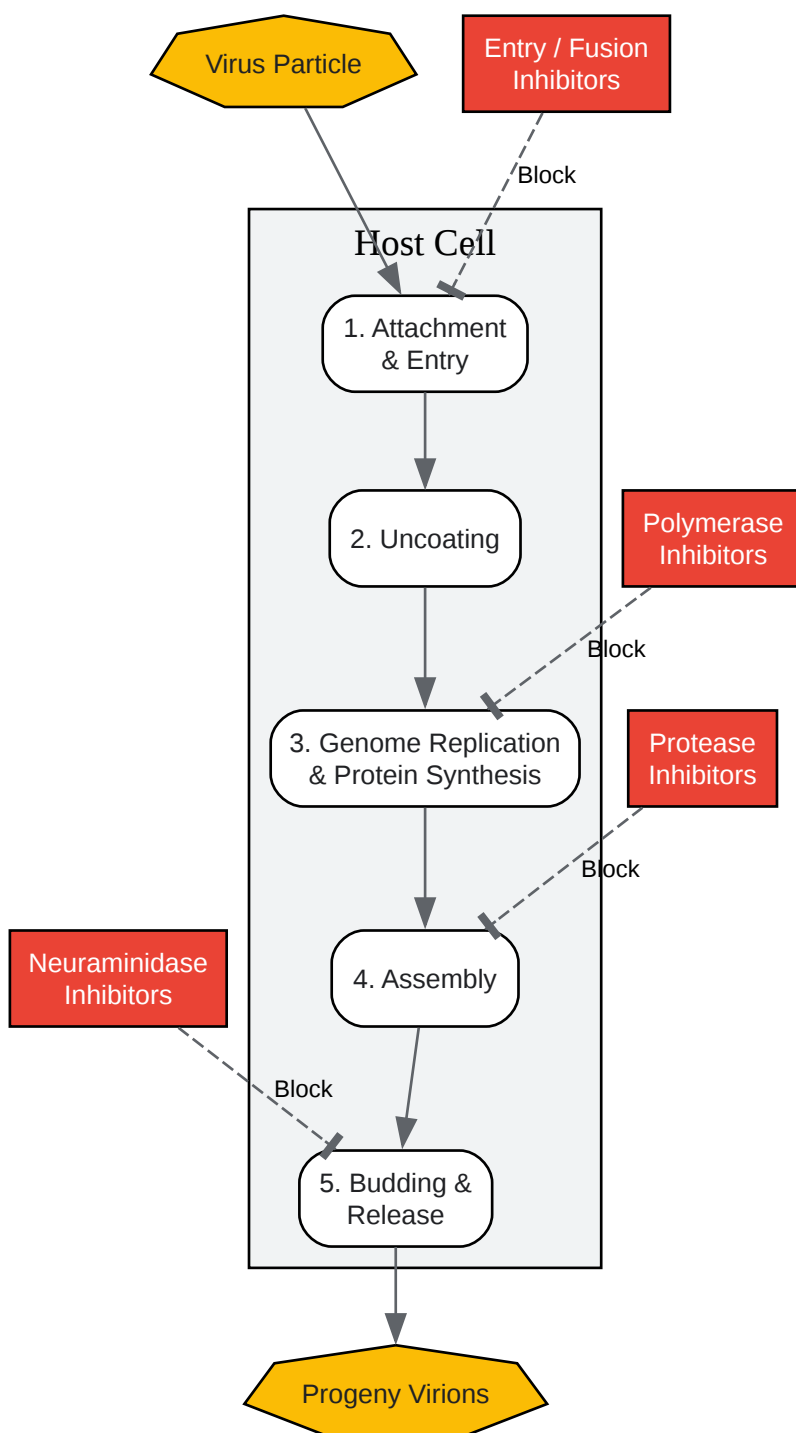 Virus Particle
Entry / Fusion
Inhibitors
Block
Host Cell
1. Attachment
& Entry
2. Uncoating
Polymerase
Inhibitors
Block
3. Genome Replication
& Protein Synthesis
Protease
Inhibitors
Block
4. Assembly
Neuraminidase
Inhibitors
Block
5. Budding &
Release
Progeny Virions